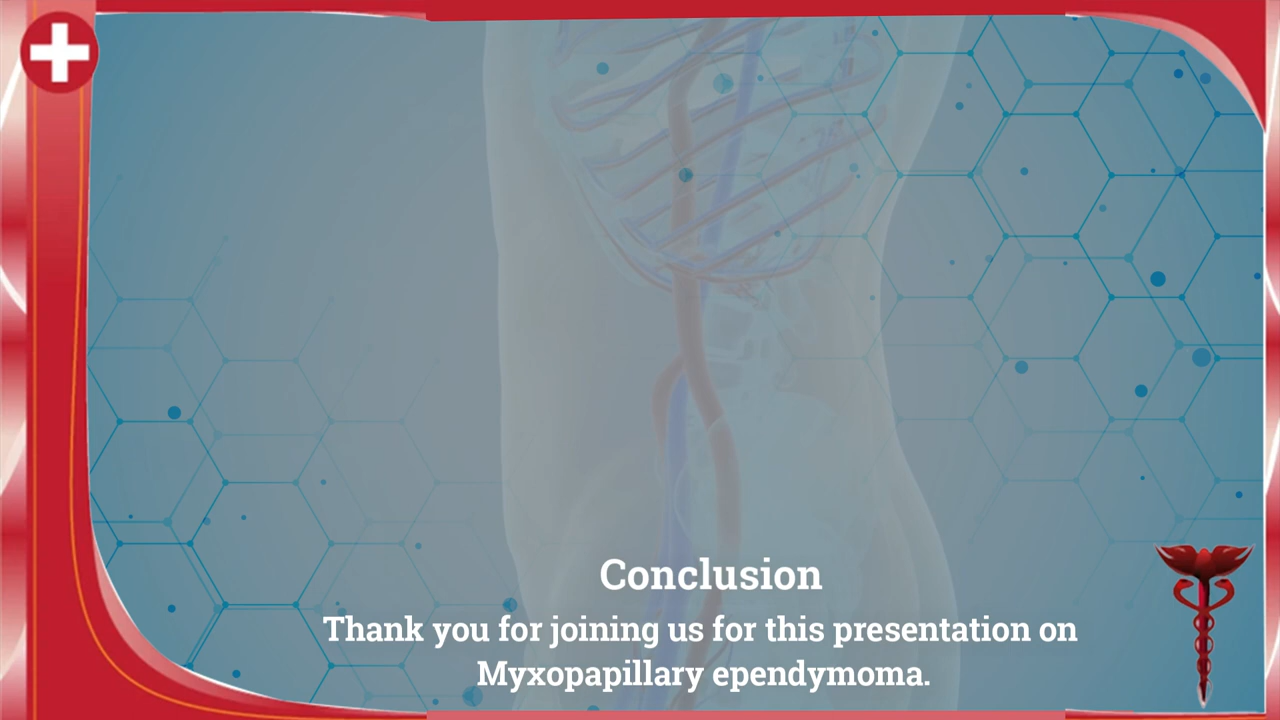 Conclusion
Thank you for joining us for this presentation on
Myxopapillary ependymoma.